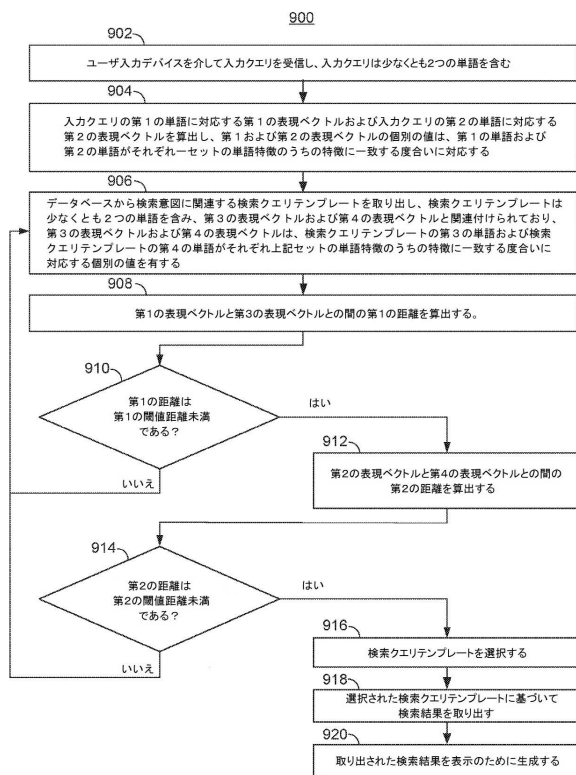 900
902
ユーザ入力デバイスを介して入力クエリを受信し、入力クエリは少なくとも2つの単語を含む
904
入力クエリの第1の単語に対応する第1の表現ベクトルおよび入力クエリの第2の単語に対応する
第2の表現ベクトルを算出し、第1および第2の表現ベクトルの個別の値は、第1の単語および
第2の単語がそれぞれ一セットの単語特徴のうちの特徴に一致する度合いに対応する
906
データベースから検索意図に関連する検索クエリテンプレートを取り出し、検索クエリテンプレートは
少なくとも2つの単語を含み、第3の表現ベクトルおよび第4の表現ベクトルと関連付けられており、
第3の表現ベクトルおよび第4の表現ベクトルは、検索クエリテンプレートの第3の単語および検索
クエリテンプレートの第4の単語がそれぞれ上記セットの単語特徴のうちの特徴に一致する度合いに
対応する個別の値を有する
908
第1の表現ベクトルと第3の表現ベクトルとの間の第1の距離を算出する。
910
第1の距離は
第1の閾値距離未満
である?
はい
いいえ
912
第2の表現ベクトルと第4の表現ベクトルとの間の
第2の距離を算出する
914
第2の距離は
第2の閾値距離未満
である?
はい
いいえ
916
検索クエリテンプレートを選択する
918
選択された検索クエリテンプレートに基づいて
検索結果を取り出す
920
取り出された検索結果を表示のために生成する